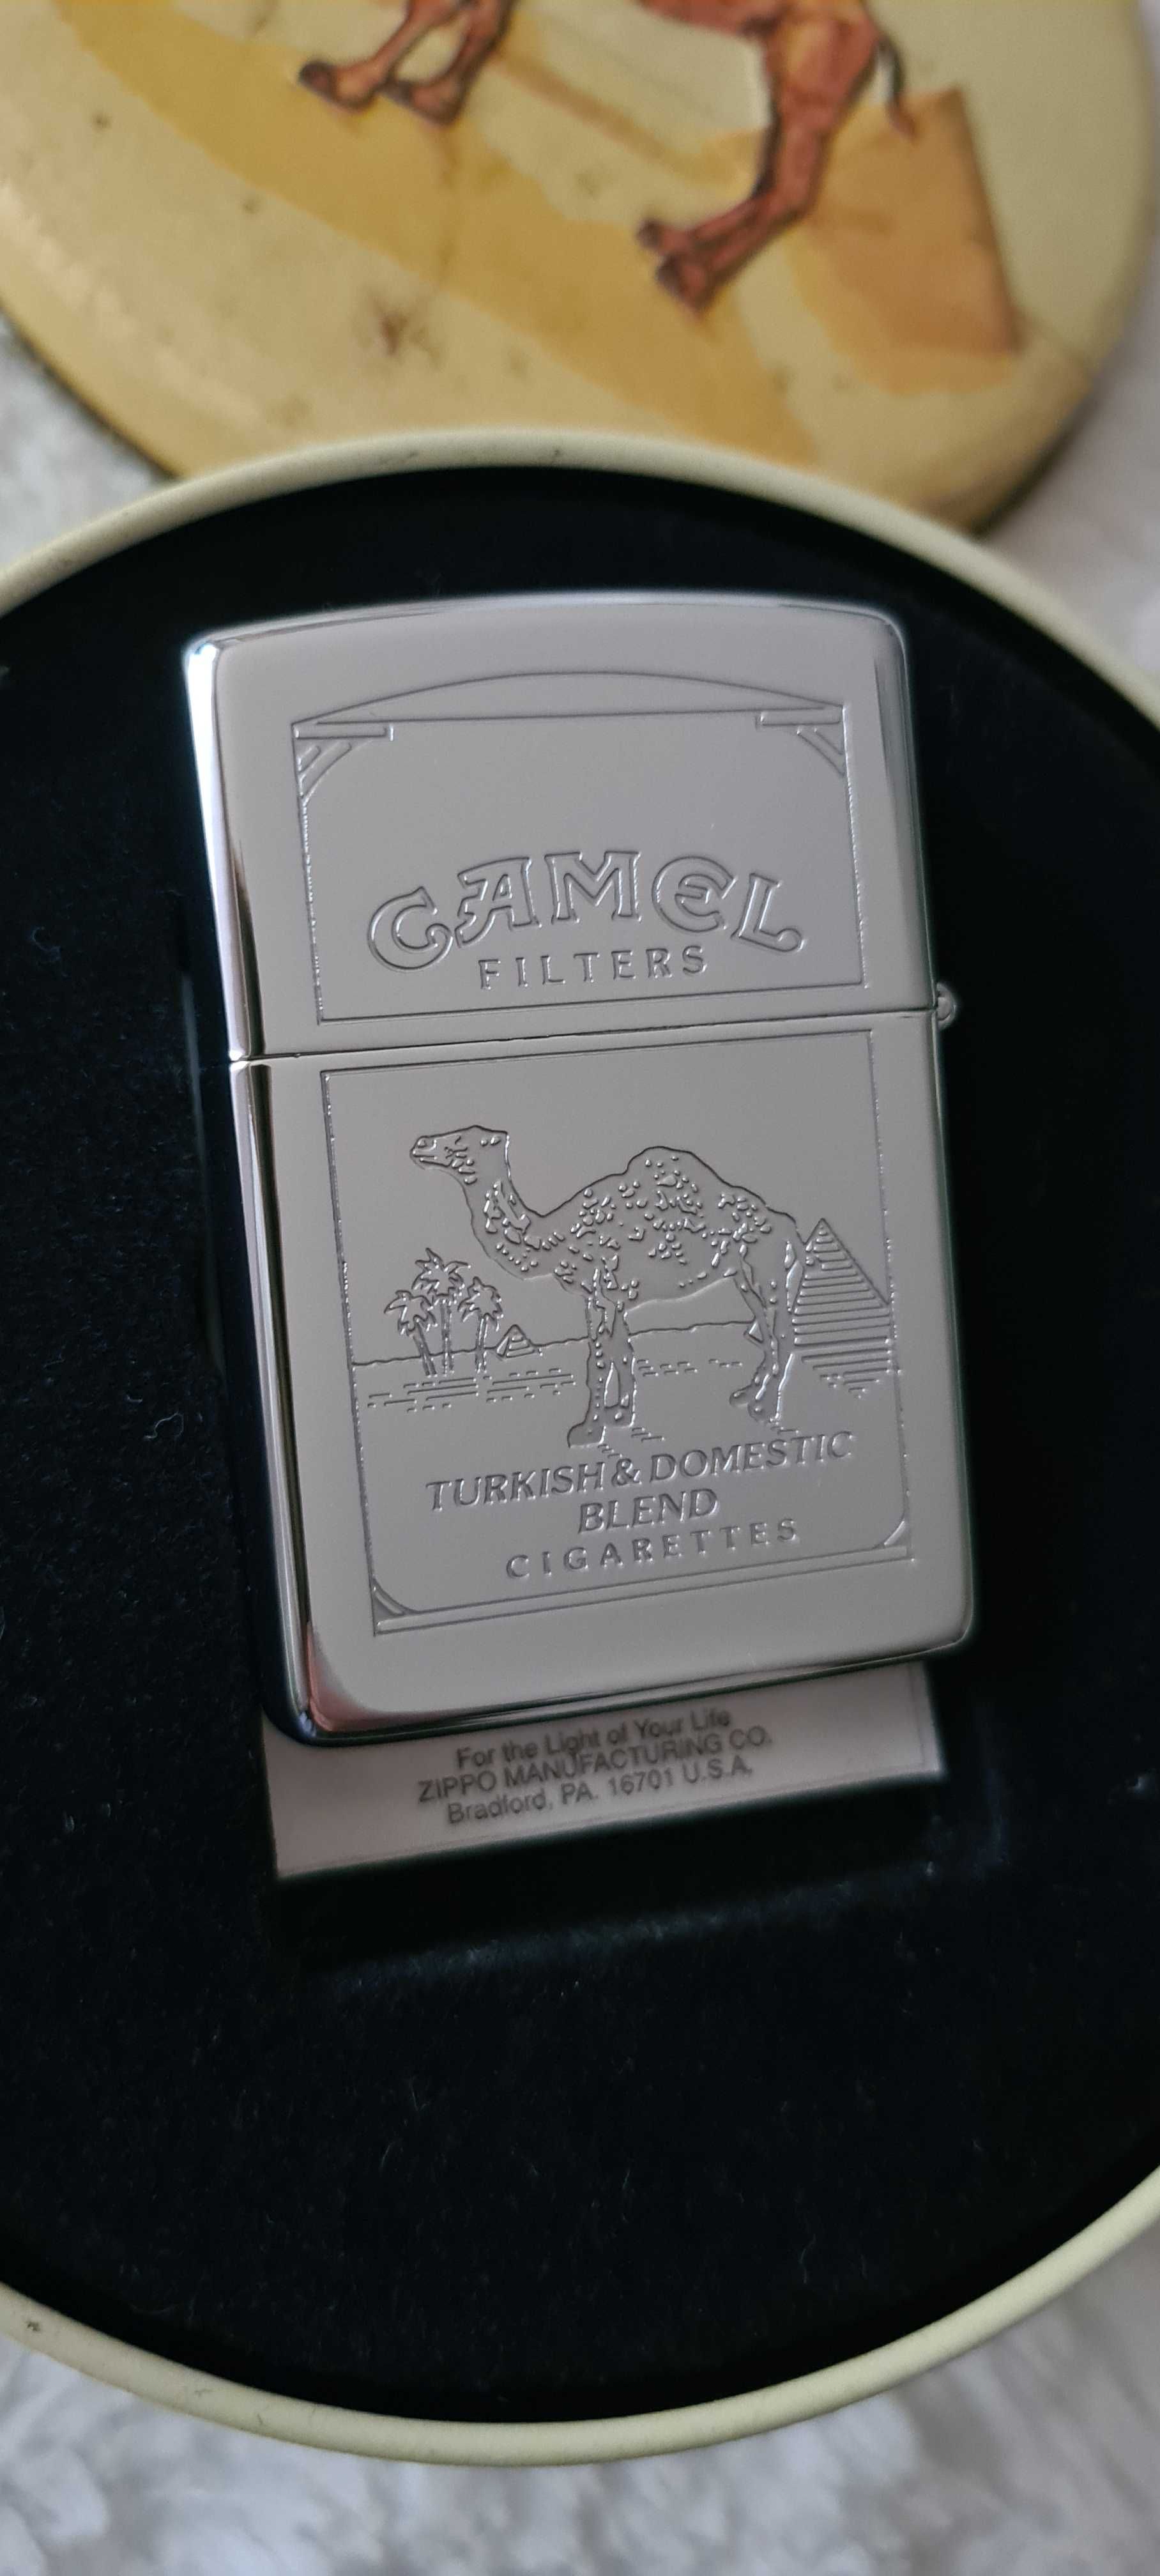 CAMEL
FILTERS
TURKISH & DOMESTIC
BLEND
CIGARETTES
For the Light of Your Life
ZIPPO MANUFACTURING CO.
Bradford, PA. 16701 U.S.A.